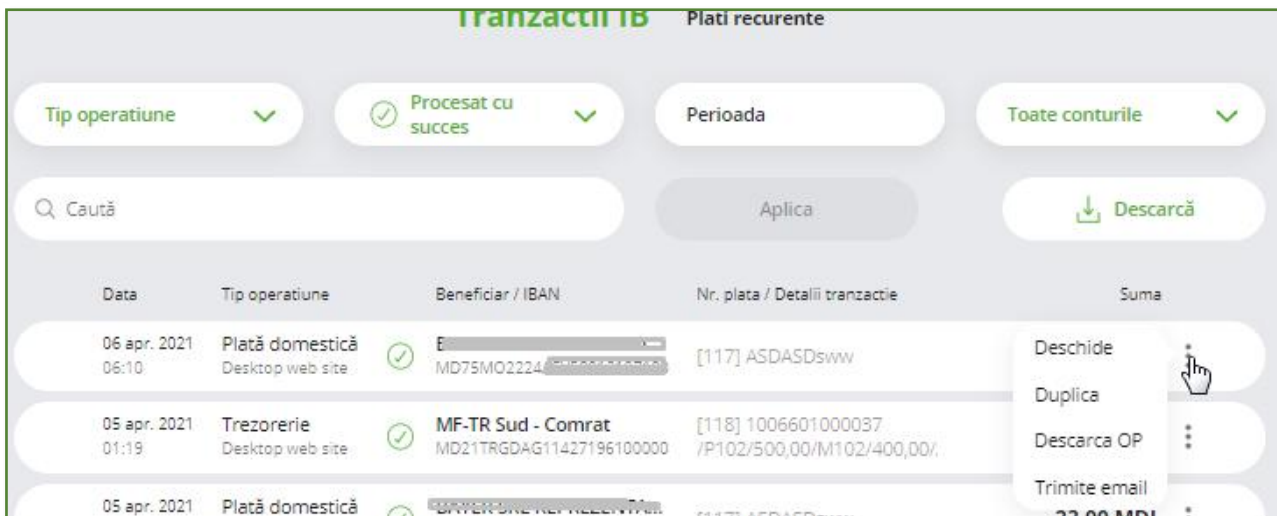 Tranzactii IB Plati recurente
Tip operatiune
Procesat cu succes
Perioada
Toate conturile
Caută
Aplica
Descarcă
Data Tip operatiune Beneficiar / IBAN Nr. plata / Detalii tranzactie Suma
06 apr. 2021 Plată domestică
06:10 Desktop web site MD75MO2224 [117] ASDASDsww
Deschide
Duplica
Descarca OP
Trimite email
05 apr. 2021 Trezorerie MF-TR Sud - Comrat [118] 1006601000037
01:19 Desktop web site MD21TRGDAG11427196100000 /P102/500,00/M102/400,00/.
05 apr. 2021 Plată domestică